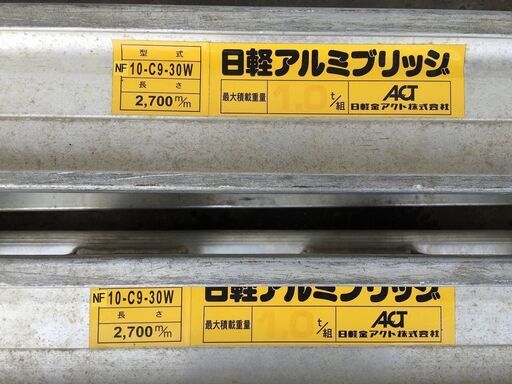 型式
NF 10-C9-30W
長さ
2,700 m/m
日軽アルミブリッジ
最大積載重量 1.0 t/組
ACT
日軽金アクト株式会社
NF 10-C9-30W
長さ
2,700 m/m
日軽アルミブリッジ
最大積載重量 1.0 t/組
ACT
日軽金アクト株式会社